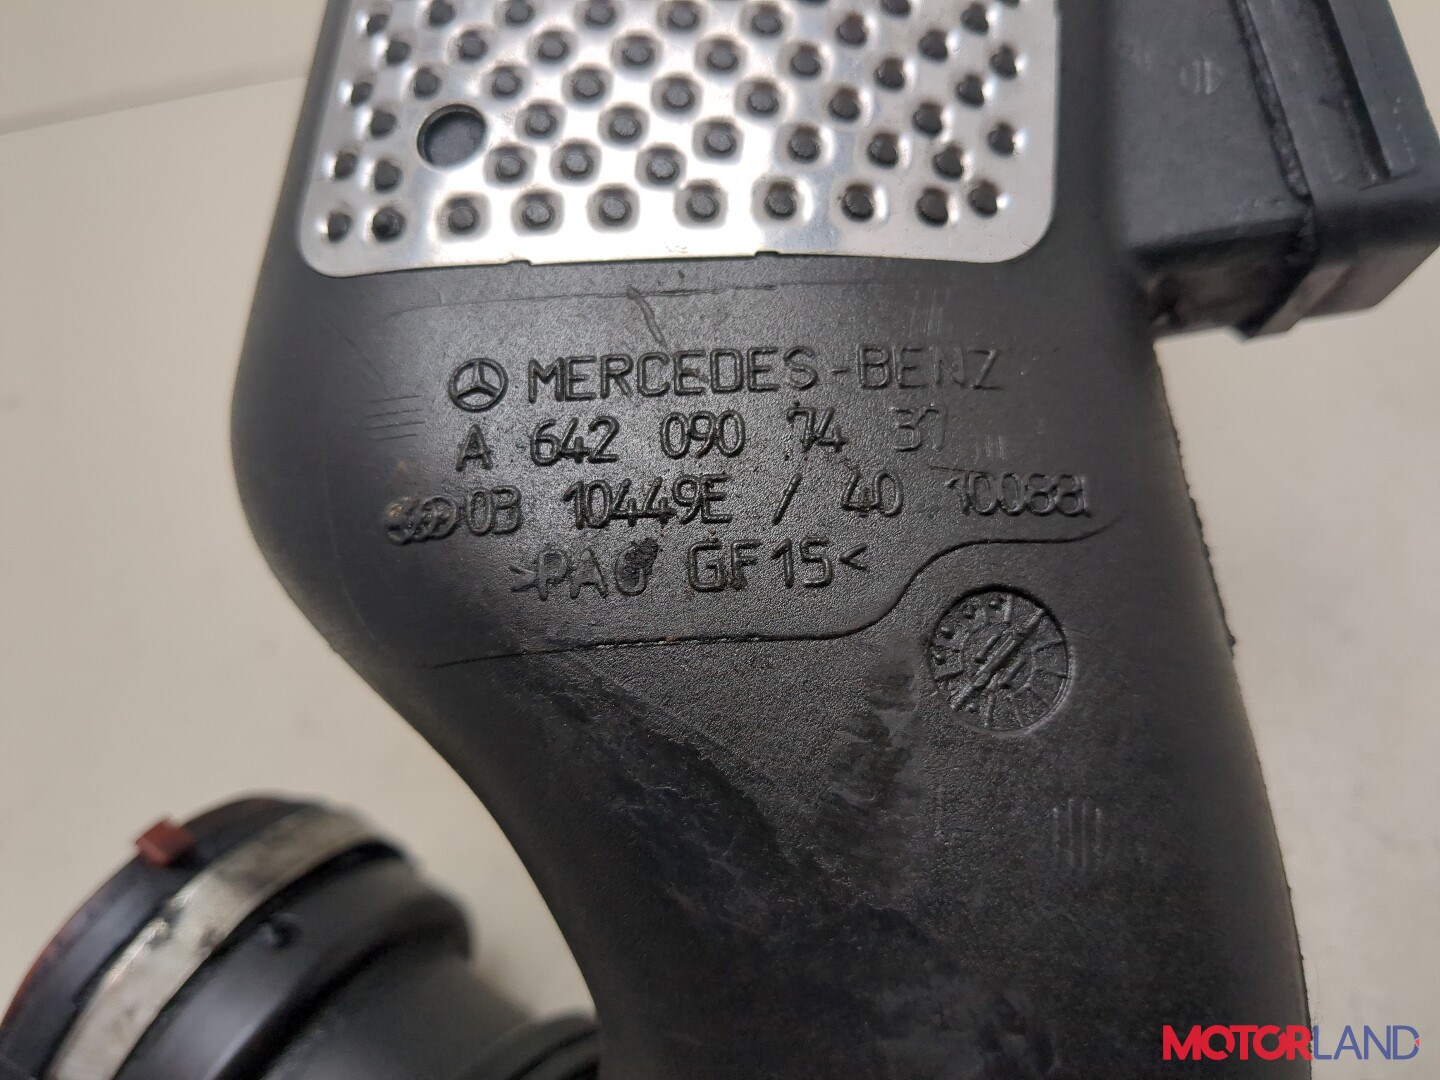 MERCEDES-BENZ
A 642 090 74 37
03 10449E / 40 10088
>PA6 GF15<
MOTORLAND